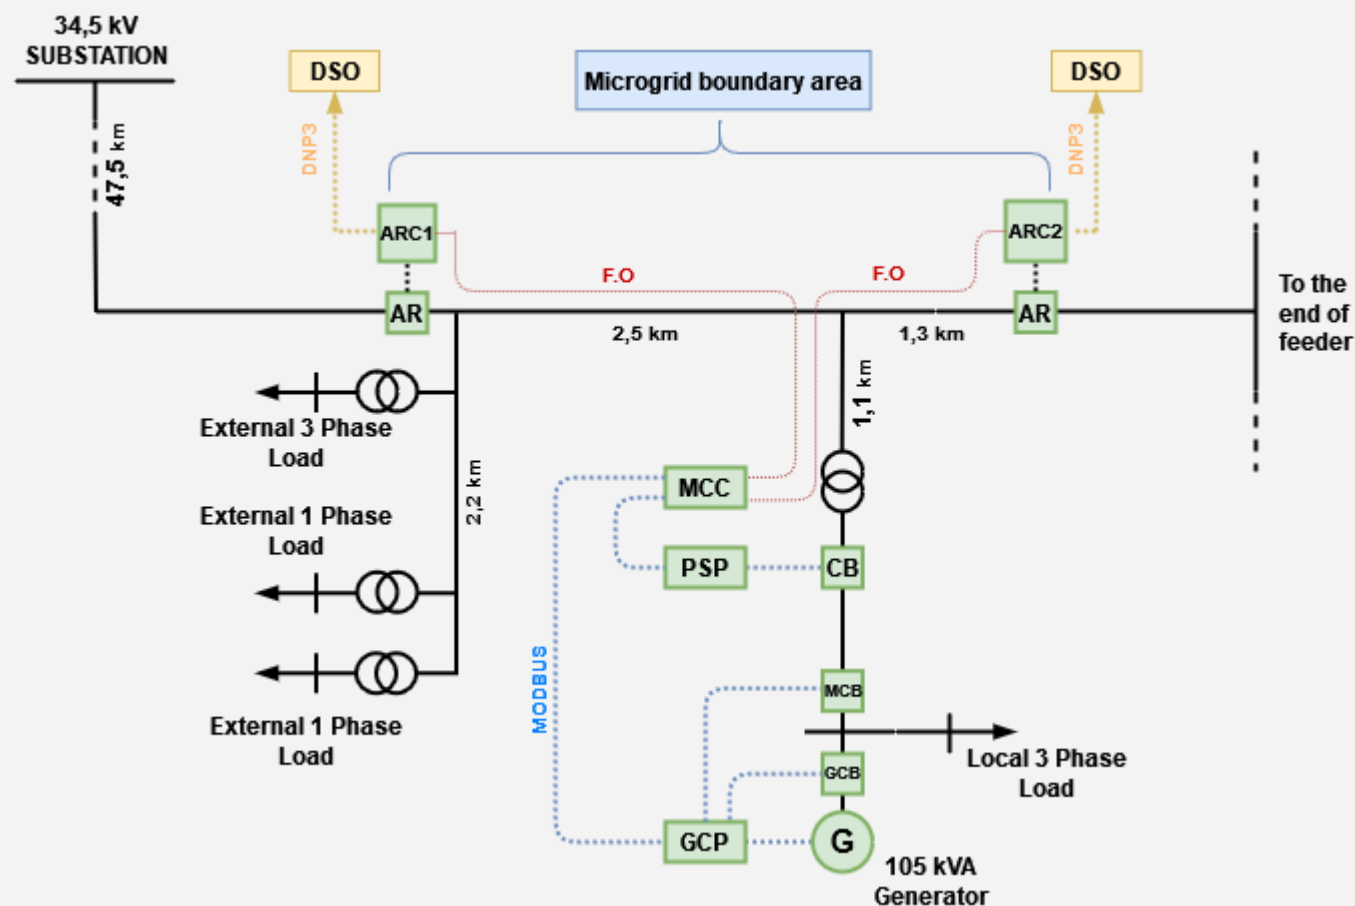 34,5 kV
SUBSTATION
DSO
Microgrid boundary area
DSO
DNP3
DNP3
47,5 km
ARC1
ARC2
F.O
F.O
AR
AR
2,5 km
1,3 km
To the
end of
feeder
1,1 km
External 3 Phase
Load
2,2 km
MCC
External 1 Phase
Load
PSP
CB
MODBUS
MCB
External 1 Phase
Load
Local 3 Phase
Load
GCB
GCP
G
105 kVA
Generator